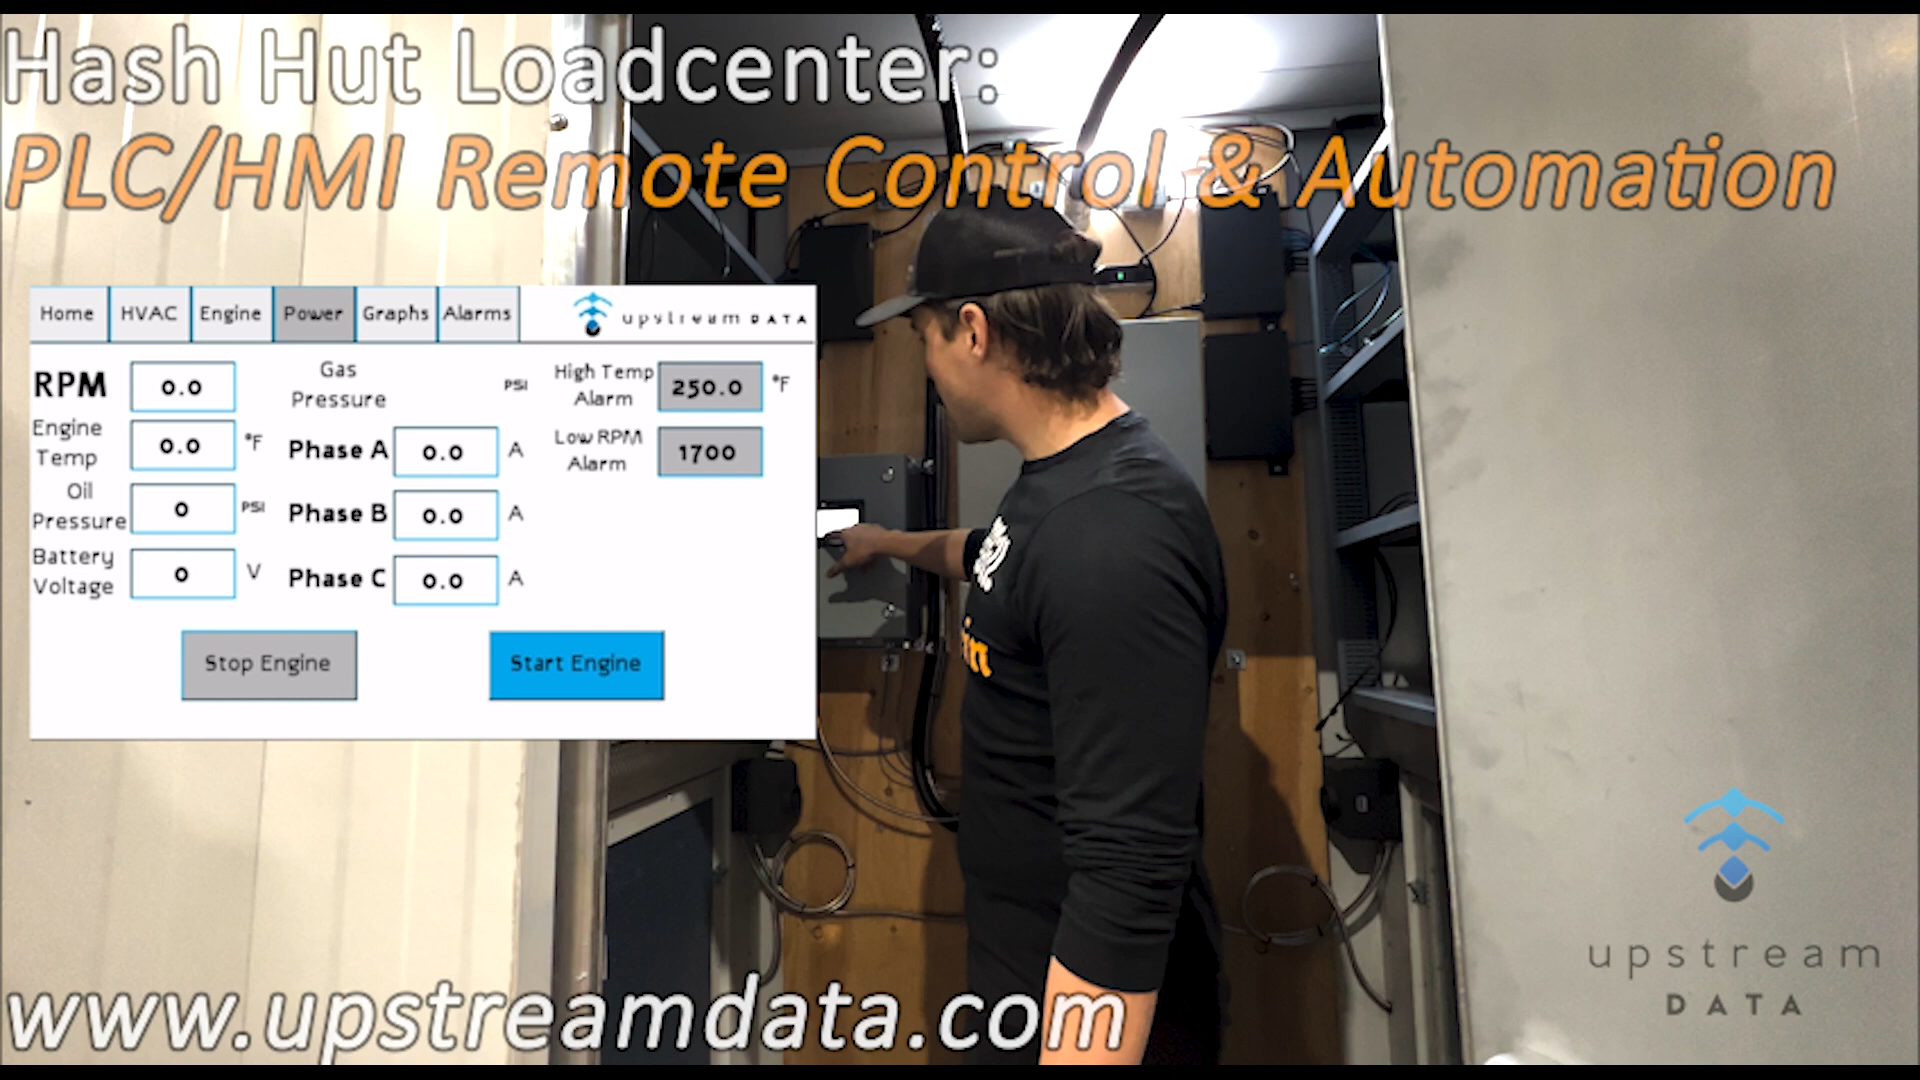 Hash Hut Loadcenter:
PLC/HMI Remote Control & Automation
Home HVAC Engine Power Graphs Alarms
upstream DATA
RPM 0.0
Engine Temp 0.0 °F
Oil Pressure 0 PSI
Battery Voltage 0 V
Gas Pressure PSI
Phase A 0.0 A
Phase B 0.0 A
Phase C 0.0 A
High Temp Alarm 250.0 °F
Low RPM Alarm 1700
Stop Engine Start Engine
in
upstream
DATA
www.upstreamdata.com